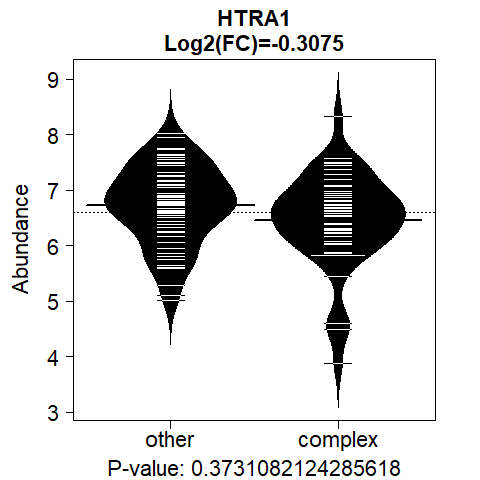 HTRA1
Log2(FC)=-0.3075
Abundance
9
8
7
6
5
4
3
other complex
P-value: 0.3731082124285618